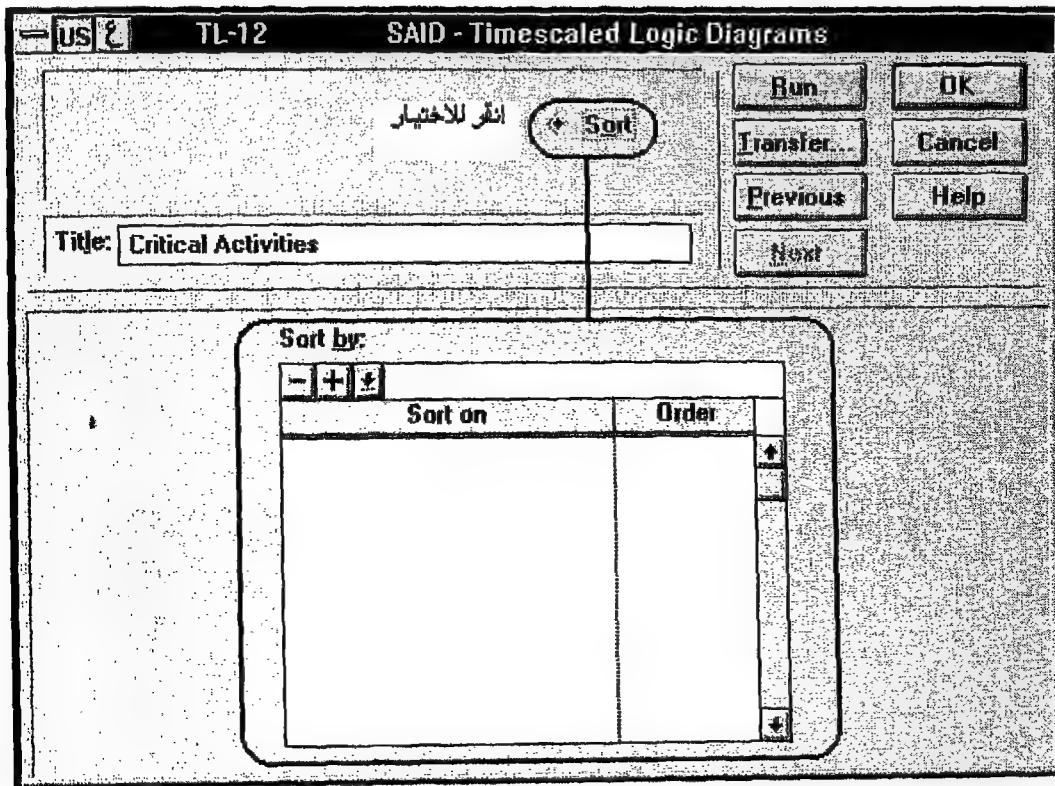 US ع TL-12 SAID - Timescaled Logic Diagrams
Run OK
انقر للاختيار Sort
Transfer... Cancel
Previous Help
Title: Critical Activities
Next
Sort by:
Sort on Order